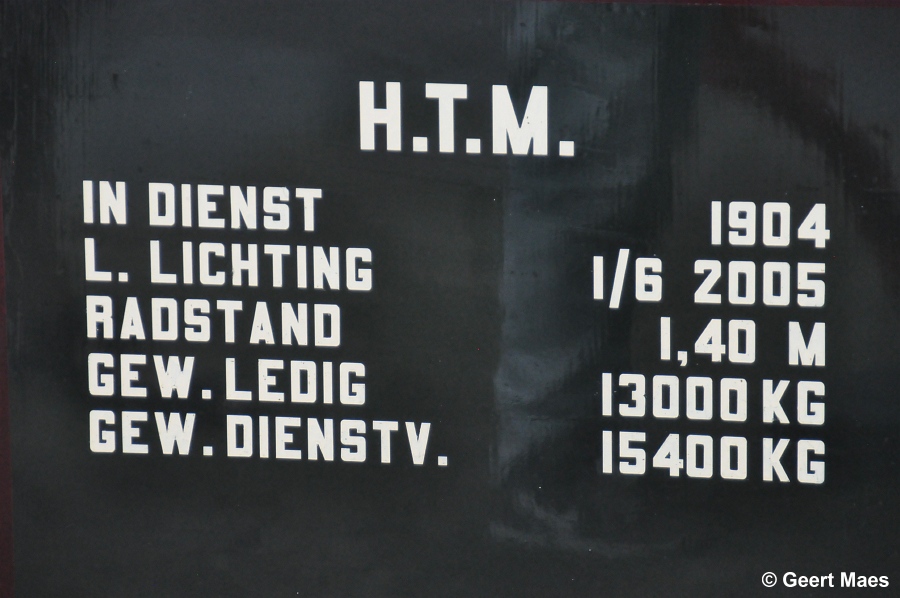 H.T.M.
IN DIENST 1904
L. LICHTING 1/6 2005
RADSTAND 1,40 M
GEW. LEDIG 13000 KG
GEW. DIENSTV. 15400 KG
© Geert Maes